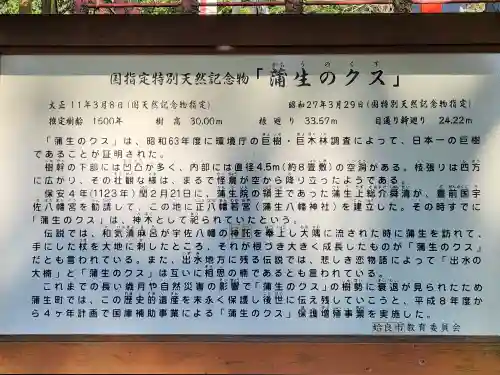 国指定特別天然記念物「蒲生のクス」
大正11年3月8日(国天然記念物指定) 昭和27年3月29日(国特別天然記念物指定)
推定樹齢 1600年 樹高 30.00m 根廻り 33.57m 目通り幹廻り 24.22m
「蒲生のクス」は、昭和63年度に環境庁の巨樹・巨木林調査によって、日本一の巨樹
であることが証明された。
樹幹の下部には凹凸が多く、内部には直径4.5m(約8畳敷)の空洞がある。枝張りは四方
に広がり、その壮観な様は、まるで怪鳥が空から降り立ったようである。
保安4年(1123年)閏2月21日に、蒲生院の領主であった蒲生上総介舜清が、豊前国宇
佐八幡宮を勧請して、この地に正八幡若宮(蒲生八幡神社)を建立した。その時すでに
「蒲生のクス」は、神木として祀られていたという。
伝説では、和気清麻呂が宇佐八幡の神託を奉上し大隅に流された時に蒲生を訪れて、
手にした杖を大地に刺したところ、それが根づき大きく成長したものが「蒲生のクス」
だとも言われている。また、出水地方に残る伝説では、悲しき恋物語によって「出水の
大楠」と「蒲生のクス」は互いに相思の楠であるとも言われている。
これまでの長い歳月や自然災害の影響で「蒲生のクス」の樹勢に衰退が見られたため
蒲生町では、この歴史的遺産を末永く保護し後世に伝え残していこうと、平成8年度か
ら4ヶ年計画で国庫補助事業による「蒲生のクス」保護増殖事業を実施した。
姶良市教育委員会